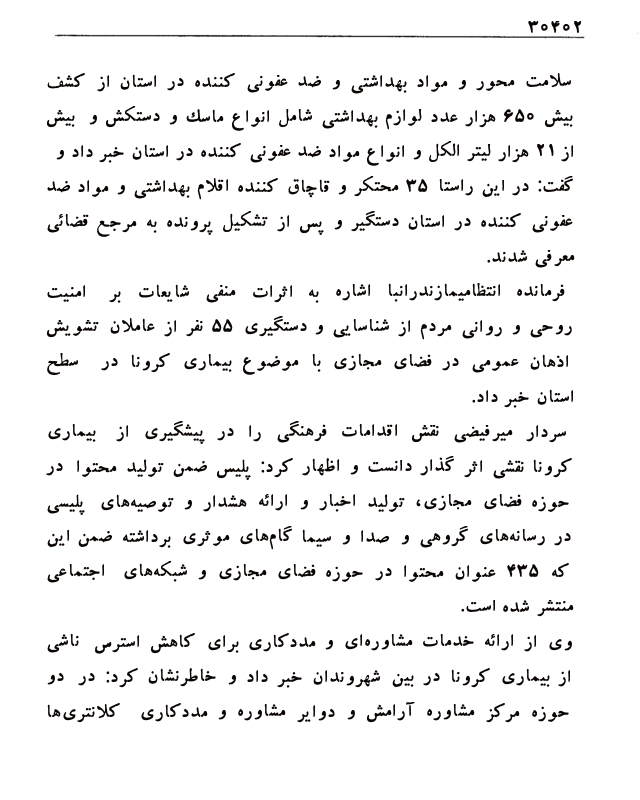 ۳۰۴۰۲
سلامت محور و مواد بهداشتی و ضد عفونی کننده در استان از کشف
بیش ۶۵۰ هزار عدد لوازم بهداشتی شامل انواع ماسك و دستکش و بیش
از ۲۱ هزار لیتر الکل و انواع مواد ضد عفونی کننده در استان خبر داد و
گفت: در این راستا ۳۵ محتکر و قاچاق کننده اقلام بهداشتی و مواد ضد
عفونی کننده در استان دستگیر و پس از تشکیل پرونده به مرجع قضائی
معرفی شدند.
فرمانده انتظامیمازندرانبا اشاره به اثرات منفی شایعات بر امنیت
روحی و روانی مردم از شناسایی و دستگیری ۵۵ نفر از عاملان تشویش
اذهان عمومی در فضای مجازی با موضوع بیماری کرونا در سطح
استان خبر داد.
سردار میرفیضی نقش اقدامات فرهنگی را در پیشگیری از بیماری
کرونا نقشی اثر گذار دانست و اظهار کرد: پلیس ضمن تولید محتوا در
حوزه فضای مجازی، تولید اخبار و ارائه هشدار و توصیه‌های پلیسی
در رسانه‌های گروهی و صدا و سیما گام‌های موثری برداشته ضمن این
که ۴۳۵ عنوان محتوا در حوزه فضای مجازی و شبکه‌های اجتماعی
منتشر شده است.
وی از ارائه خدمات مشاوره‌ای و مددکاری برای کاهش استرس ناشی
از بیماری کرونا در بین شهروندان خبر داد و خاطرنشان کرد: در دو
حوزه مرکز مشاوره آرامش و دوایر مشاوره و مددکاری کلانتری‌ها